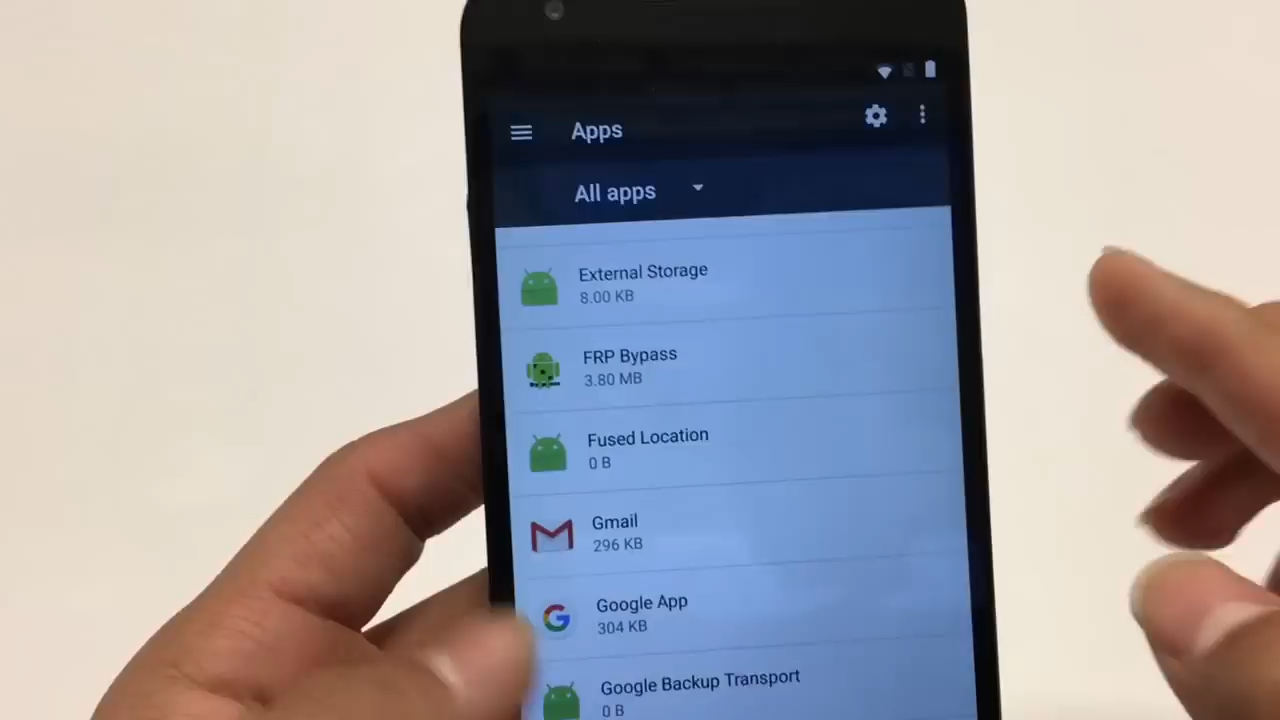 Apps
All apps
External Storage
8.00 KB
FRP Bypass
3.80 MB
Fused Location
0 B
Gmail
296 KB
Google App
304 KB
Google Backup Transport
0 B